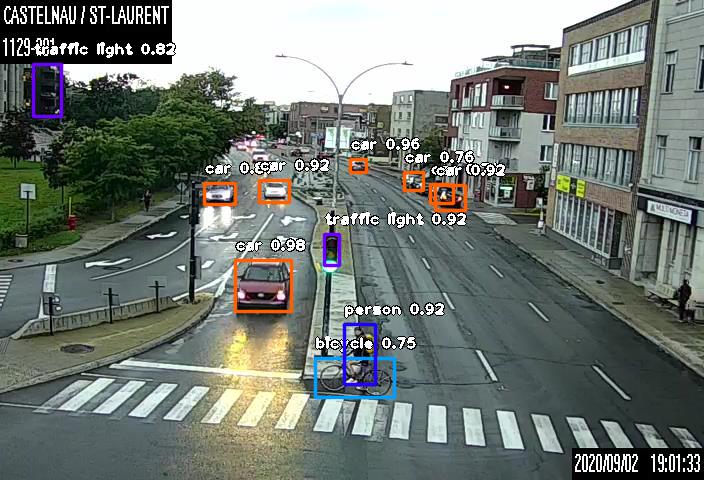 CASTELNAU / ST-LAURENT
traffic light 0.82
car 0.96
car 0.76
car 0.92
car 0.92
traffic light 0.92
car 0.98
person 0.92
bicycle 0.75
MULTI MONETA
2020/09/02 19:01:33